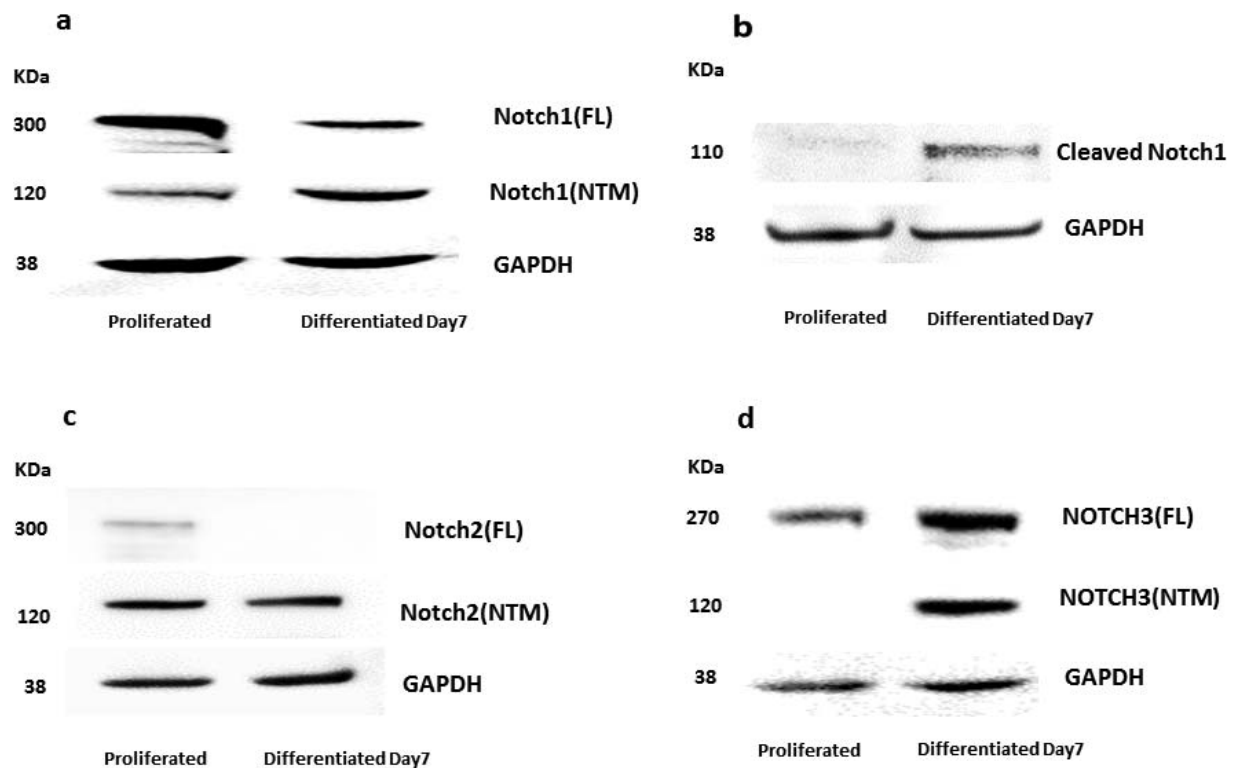 a
KDa
300
Notch1(FL)
120
Notch1(NTM)
38
GAPDH
Proliferated Differentiated Day7
b
KDa
110
Cleaved Notch1
38
GAPDH
Proliferated Differentiated Day7
c
KDa
300
Notch2(FL)
120
Notch2(NTM)
38
GAPDH
Proliferated Differentiated Day7
d
KDa
270
NOTCH3(FL)
120
NOTCH3(NTM)
38
GAPDH
Proliferated Differentiated Day7